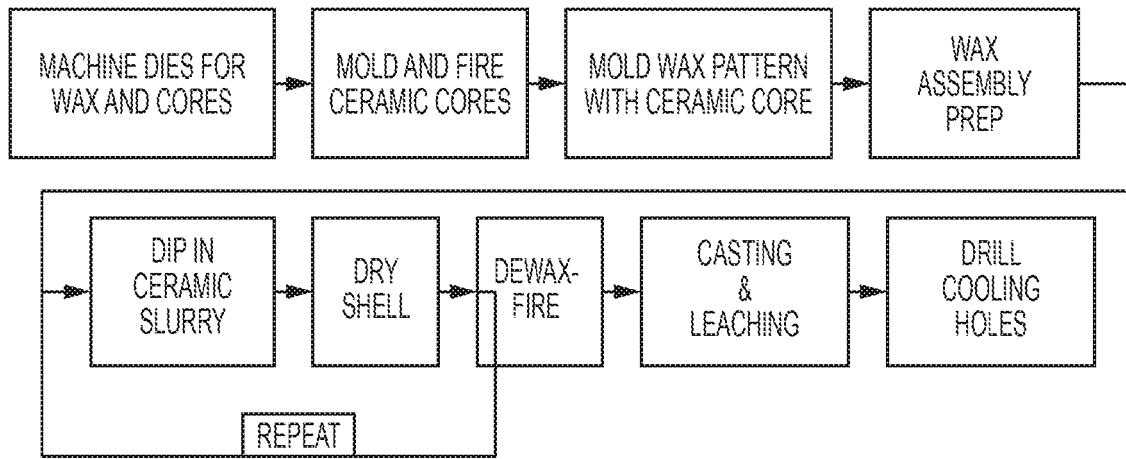 MACHINE DIES FOR
WAX AND CORES
MOLD AND FIRE
CERAMIC CORES
MOLD WAX PATTERN
WITH CERAMIC CORE
WAX
ASSEMBLY
PREP
DIP IN
CERAMIC
SLURRY
DRY
SHELL
DEWAX-
FIRE
CASTING
&
LEACHING
DRILL
COOLING
HOLES
REPEAT